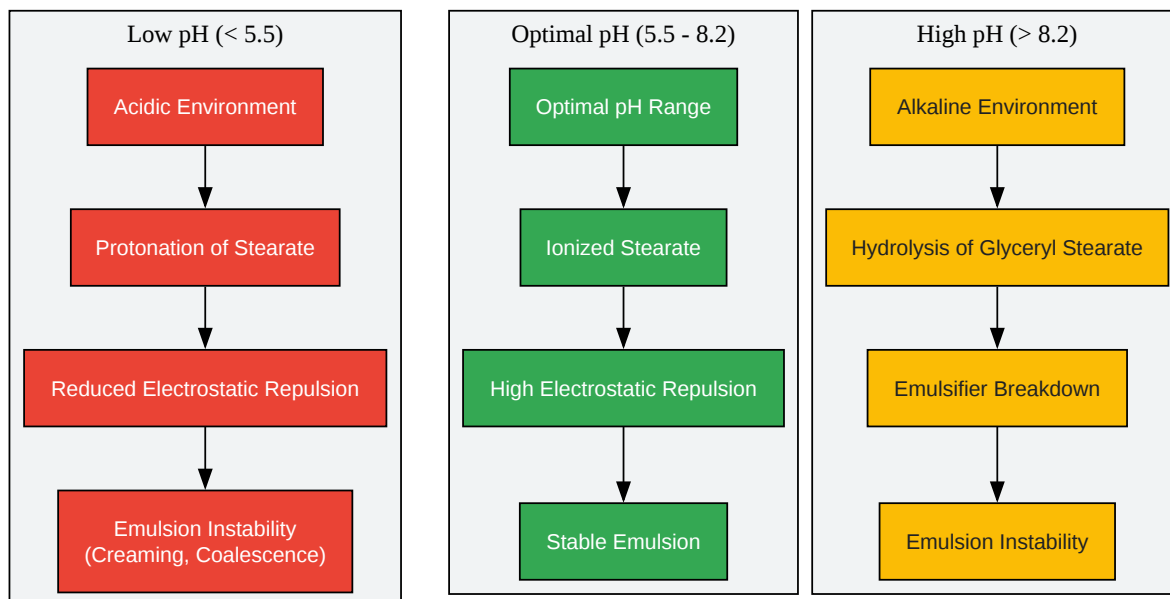 Low pH (< 5.5)
Acidic Environment
Protonation of Stearate
Reduced Electrostatic Repulsion
Emulsion Instability
(Creaming, Coalescence)
Optimal pH (5.5 - 8.2)
Optimal pH Range
Ionized Stearate
High Electrostatic Repulsion
Stable Emulsion
High pH (> 8.2)
Alkaline Environment
Hydrolysis of Glyceryl Stearate
Emulsifier Breakdown
Emulsion Instability